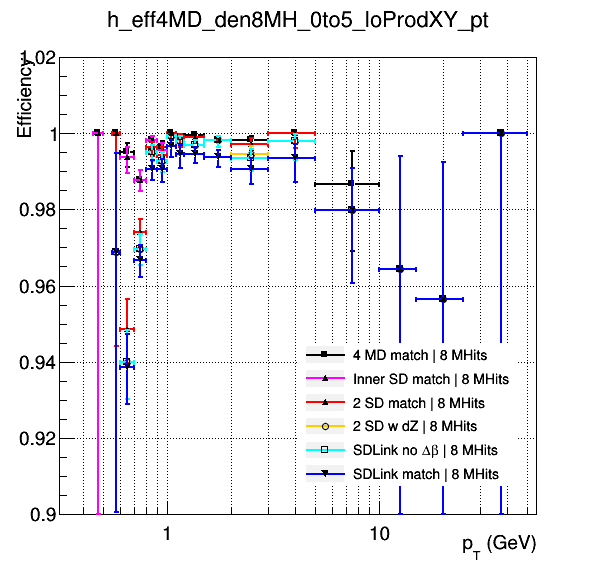 h_eff4MD_den8MH_0to5_loProdXY_pt
Efficiency
1.02
1
0.98
0.96
0.94
0.92
0.9
4 MD match | 8 MHits
Inner SD match | 8 MHits
2 SD match | 8 MHits
2 SD w dZ | 8 MHits
SDLink no Δβ | 8 MHits
SDLink match | 8 MHits
1
10
p_T (GeV)